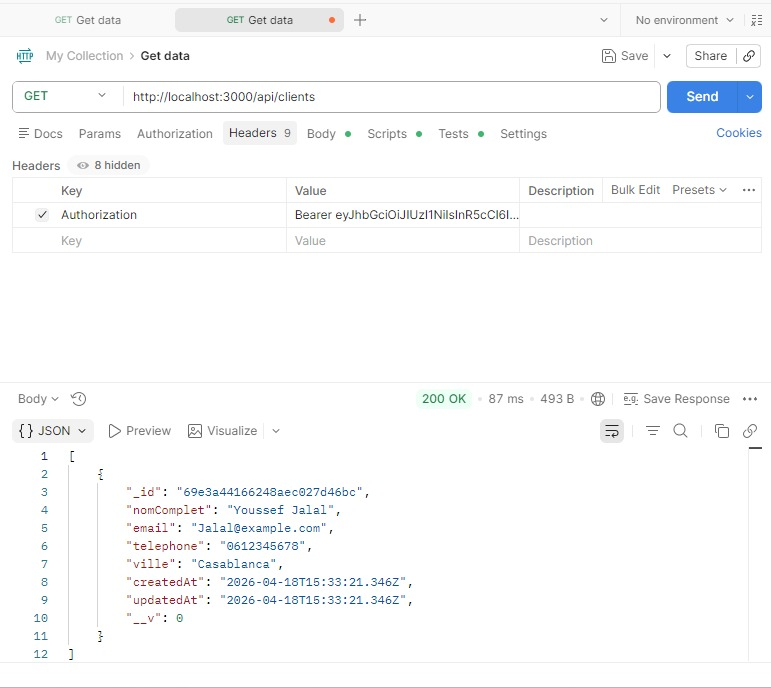 GET Get data GET Get data No environment
HTTP My Collection > Get data Save Share
GET http://localhost:3000/api/clients Send
Docs Params Authorization Headers 9 Body Scripts Tests Settings Cookies
Headers 8 hidden
Key Value Description Bulk Edit Presets
Authorization Bearer eyJhbGciOiJIUzI1NiIsInR5cCI6I...
Key Value Description
Body 200 OK 87 ms 493 B e.g. Save Response
{} JSON Preview Visualize
1 [
2 {
3 "_id": "69e3a44166248aec027d46bc",
4 "nomComplet": "Youssef Jalal",
5 "email": "Jalal@example.com",
6 "telephone": "0612345678",
7 "ville": "Casablanca",
8 "createdAt": "2026-04-18T15:33:21.346Z",
9 "updatedAt": "2026-04-18T15:33:21.346Z",
10 "__v": 0
11 }
12 ]